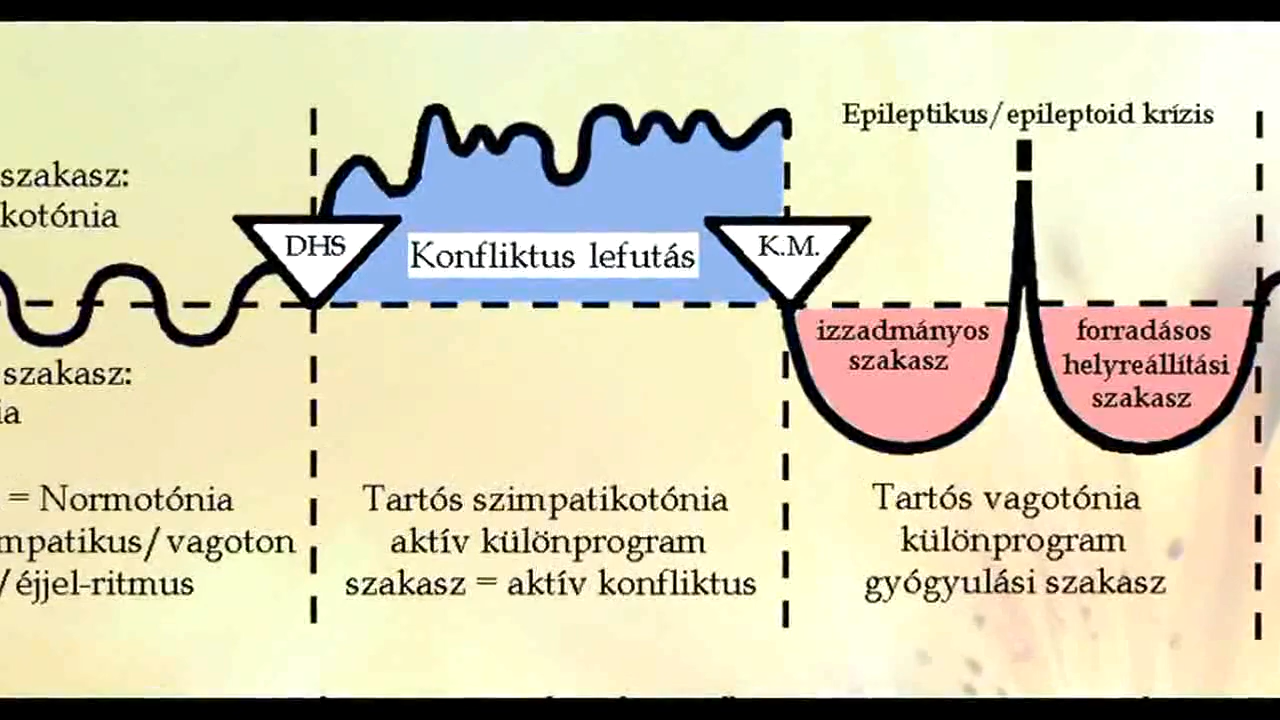 szakasz:
kotónia
szakasz:
ia
= Normotónia
mpatikus/vagoton
/éjjel-ritmus
DHS
Konfliktus lefutás
K.M.
Tartós szimpatikotónia
aktív különprogram
szakasz = aktív konfliktus
Epileptikus/epileptoid krízis
izzadmányos
szakasz
forradásos
helyreállítási
szakasz
Tartós vagotónia
különprogram
gyógyulási szakasz